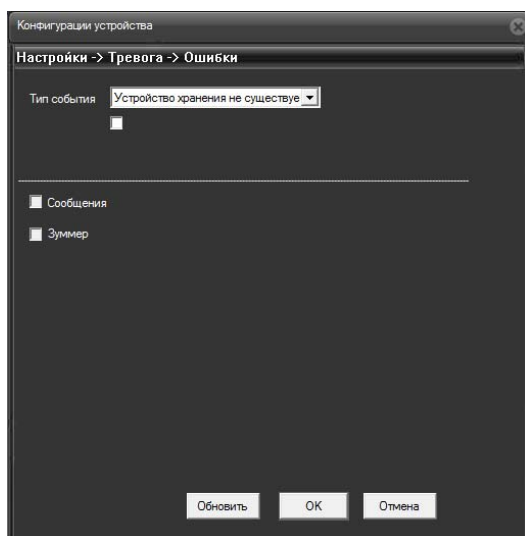 Конфигурации устройства
Настройки -> Тревога -> Ошибки
Тип события Устройство хранения не существуе
Сообщения
Зуммер
Обновить OK Отмена